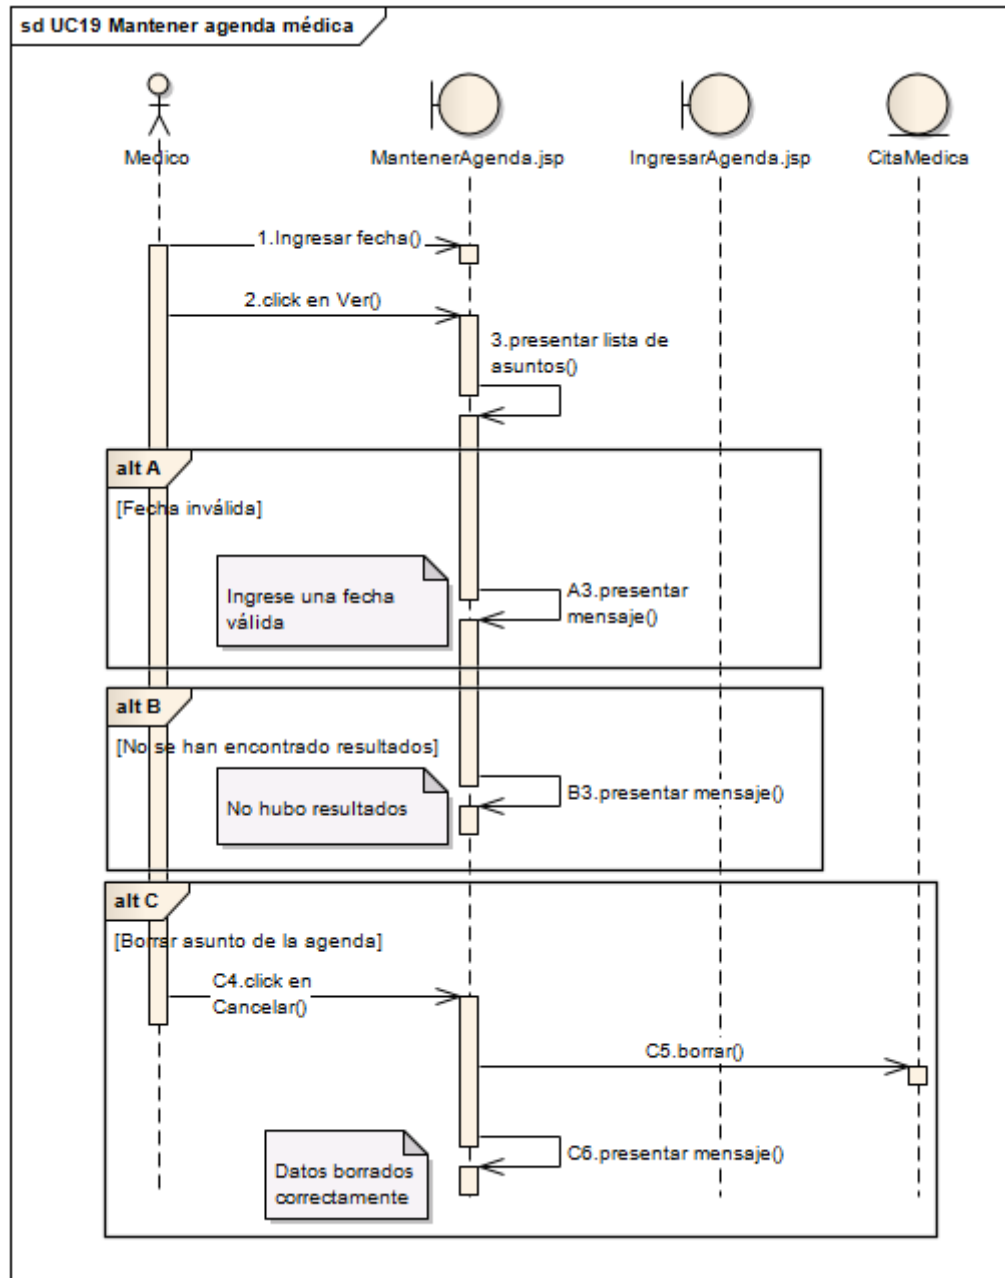 sd UC19 Mantener agenda médica
Medico
MantenerAgenda.jsp
IngresarAgenda.jsp
CitaMedica
1.Ingresar fecha()
2.click en Ver()
3.presentar lista de
asuntos()
alt A
[Fecha inválida]
Ingrese una fecha
válida
A3.presentar
mensaje()
alt B
[No se han encontrado resultados]
No hubo resultados
B3.presentar mensaje()
alt C
[Borrar asunto de la agenda]
C4.click en
Cancelar()
C5.borrar()
C6.presentar mensaje()
Datos borrados
correctamente